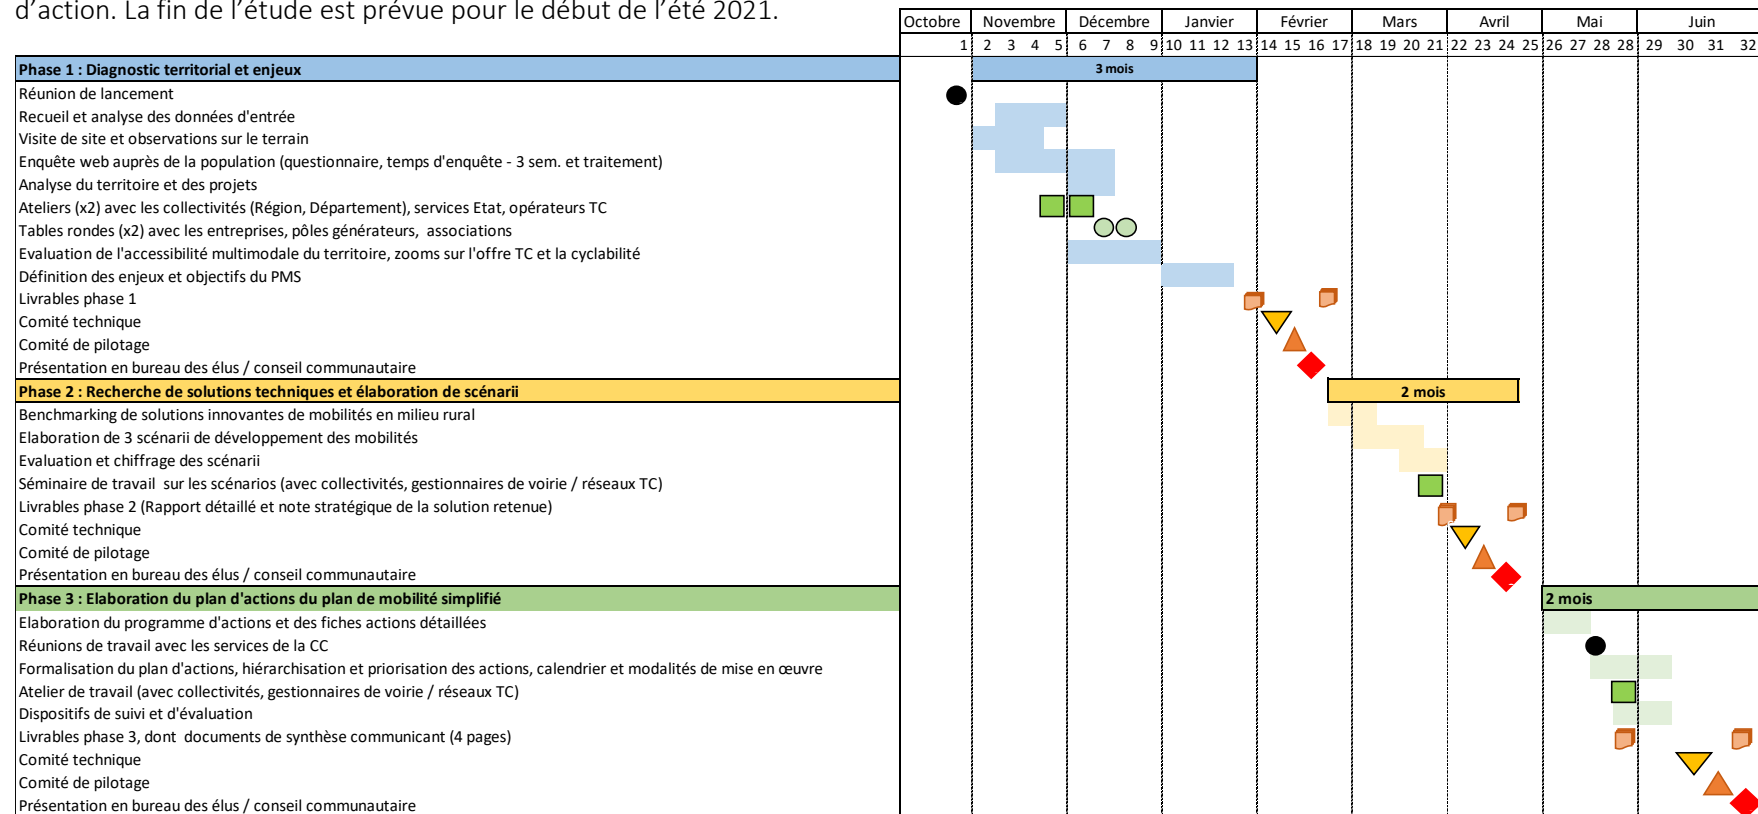 d'action. La fin de l'étude est prévue pour le début de l'été 2021.
Octobre Novembre Décembre Janvier Février Mars Avril Mai Juin
1 2 3 4 5 6 7 8 9 10 11 12 13 14 15 16 17 18 19 20 21 22 23 24 25 26 27 28 28 29 30 31 32
Phase 1 : Diagnostic territorial et enjeux 3 mois
Réunion de lancement
Recueil et analyse des données d'entrée
Visite de site et observations sur le terrain
Enquête web auprès de la population (questionnaire, temps d'enquête - 3 sem. et traitement)
Analyse du territoire et des projets
Ateliers (x2) avec les collectivités (Région, Département), services Etat, opérateurs TC
Tables rondes (x2) avec les entreprises, pôles générateurs, associations
Evaluation de l'accessibilité multimodale du territoire, zooms sur l'offre TC et la cyclabilité
Définition des enjeux et objectifs du PMS
Livrables phase 1
Comité technique
Comité de pilotage
Présentation en bureau des élus / conseil communautaire
Phase 2 : Recherche de solutions techniques et élaboration de scénarii 2 mois
Benchmarking de solutions innovantes de mobilités en milieu rural
Elaboration de 3 scénarii de développement des mobilités
Evaluation et chiffrage des scénarii
Séminaire de travail sur les scénarios (avec collectivités, gestionnaires de voirie / réseaux TC)
Livrables phase 2 (Rapport détaillé et note stratégique de la solution retenue)
Comité technique
Comité de pilotage
Présentation en bureau des élus / conseil communautaire
Phase 3 : Elaboration du plan d'actions du plan de mobilité simplifié 2 mois
Elaboration du programme d'actions et des fiches actions détaillées
Réunions de travail avec les services de la CC
Formalisation du plan d'actions, hiérarchisation et priorisation des actions, calendrier et modalités de mise en œuvre
Atelier de travail (avec collectivités, gestionnaires de voirie / réseaux TC)
Dispositifs de suivi et d'évaluation
Livrables phase 3, dont documents de synthèse communicant (4 pages)
Comité technique
Comité de pilotage
Présentation en bureau des élus / conseil communautaire